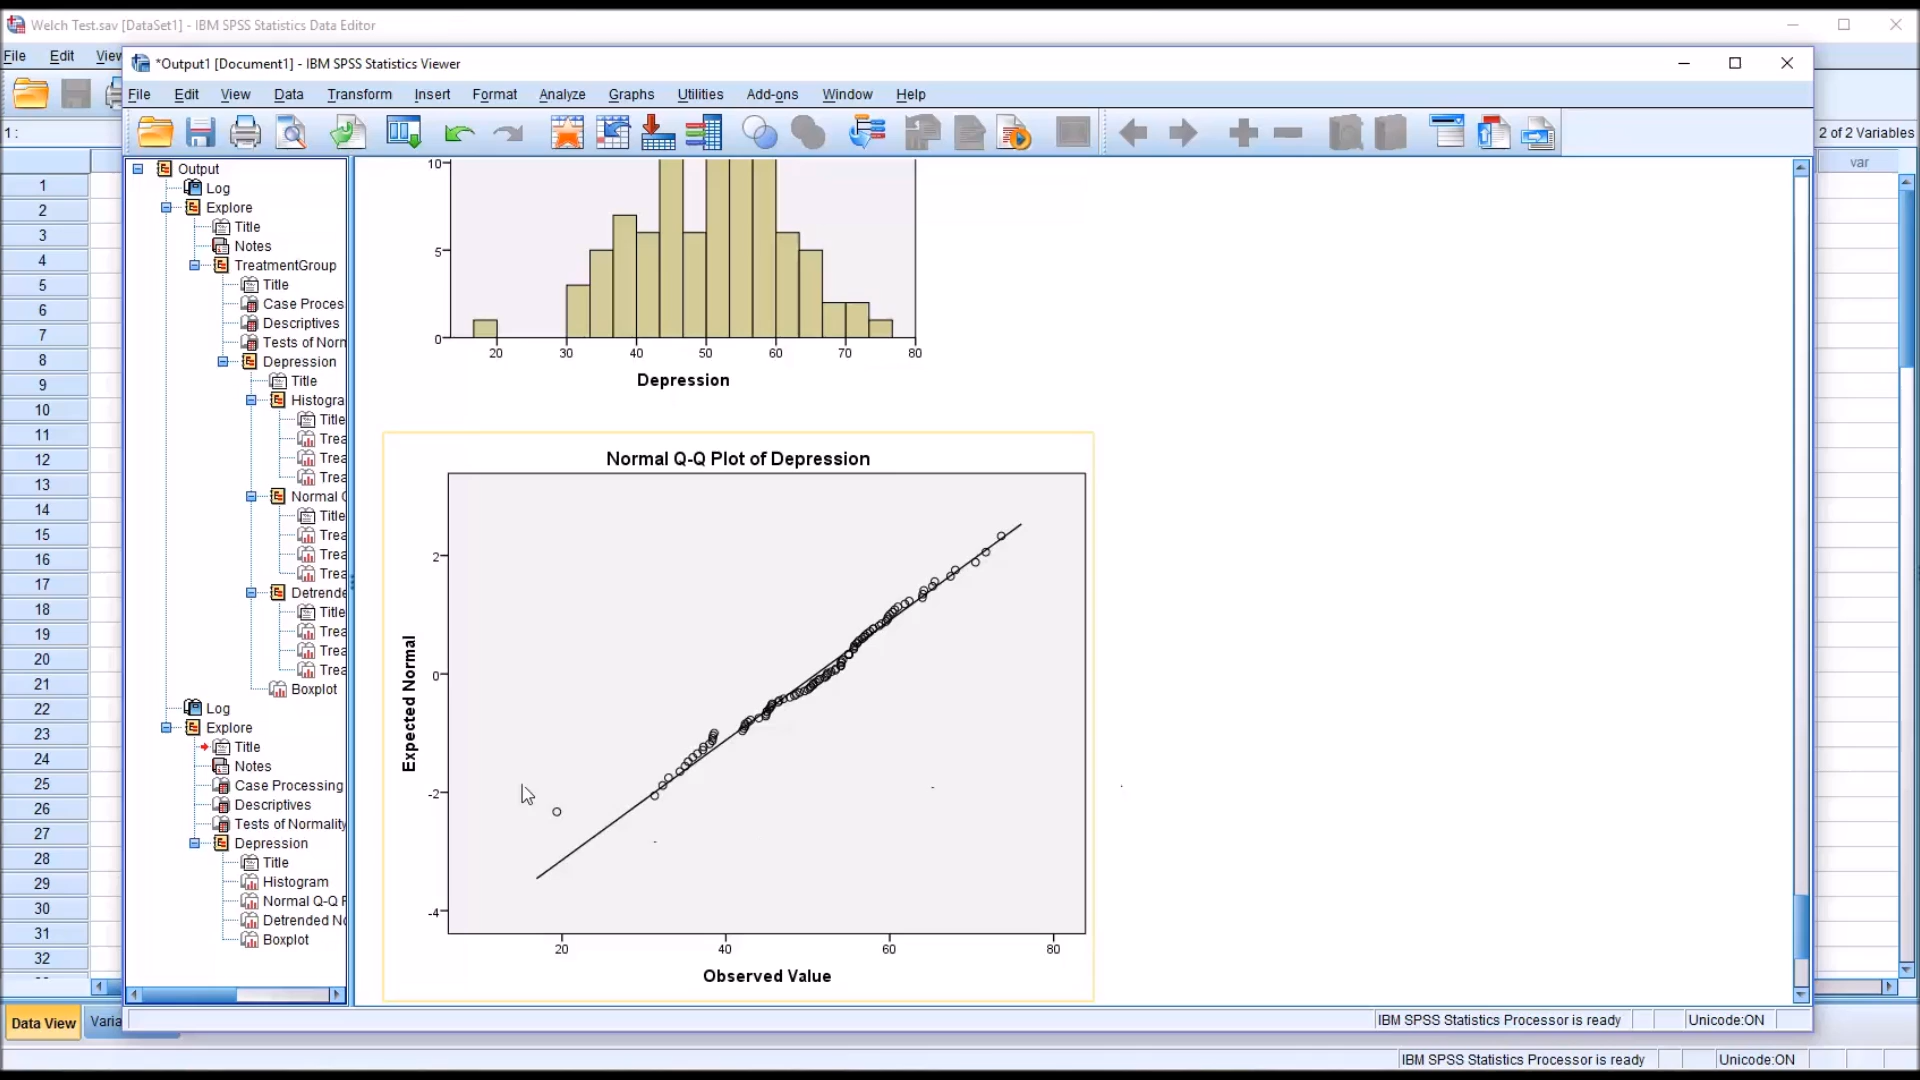 Welch Test.sav [DataSet1] - IBM SPSS Statistics Data Editor
File Edit View
1 :
2 of 2 Variables
var
*Output1 [Document1] - IBM SPSS Statistics Viewer
File Edit View Data Transform Insert Format Analyze Graphs Utilities Add-ons Window Help
1
2
3
4
5
6
7
8
9
10
11
12
13
14
15
16
17
18
19
20
21
22
23
24
25
26
27
28
29
30
31
32
Output
Log
Explore
Title
Notes
TreatmentGroup
Title
Case Proces
Descriptives
Tests of Norm
Depression
Title
Histogra
Title
Trea
Trea
Trea
Normal
Title
Trea
Trea
Trea
Detrende
Title
Trea
Trea
Trea
Boxplot
Log
Explore
Title
Notes
Case Processing
Descriptives
Tests of Normality
Depression
Title
Histogram
Normal Q-Q
Detrended No
Boxplot
10
5
0
20 30 40 50 60 70 80
Depression
Normal Q-Q Plot of Depression
Expected Normal
2
0
-2
-4
20 40 60 80
Observed Value
IBM SPSS Statistics Processor is ready Unicode:ON
Data View Varia
IBM SPSS Statistics Processor is ready Unicode:ON